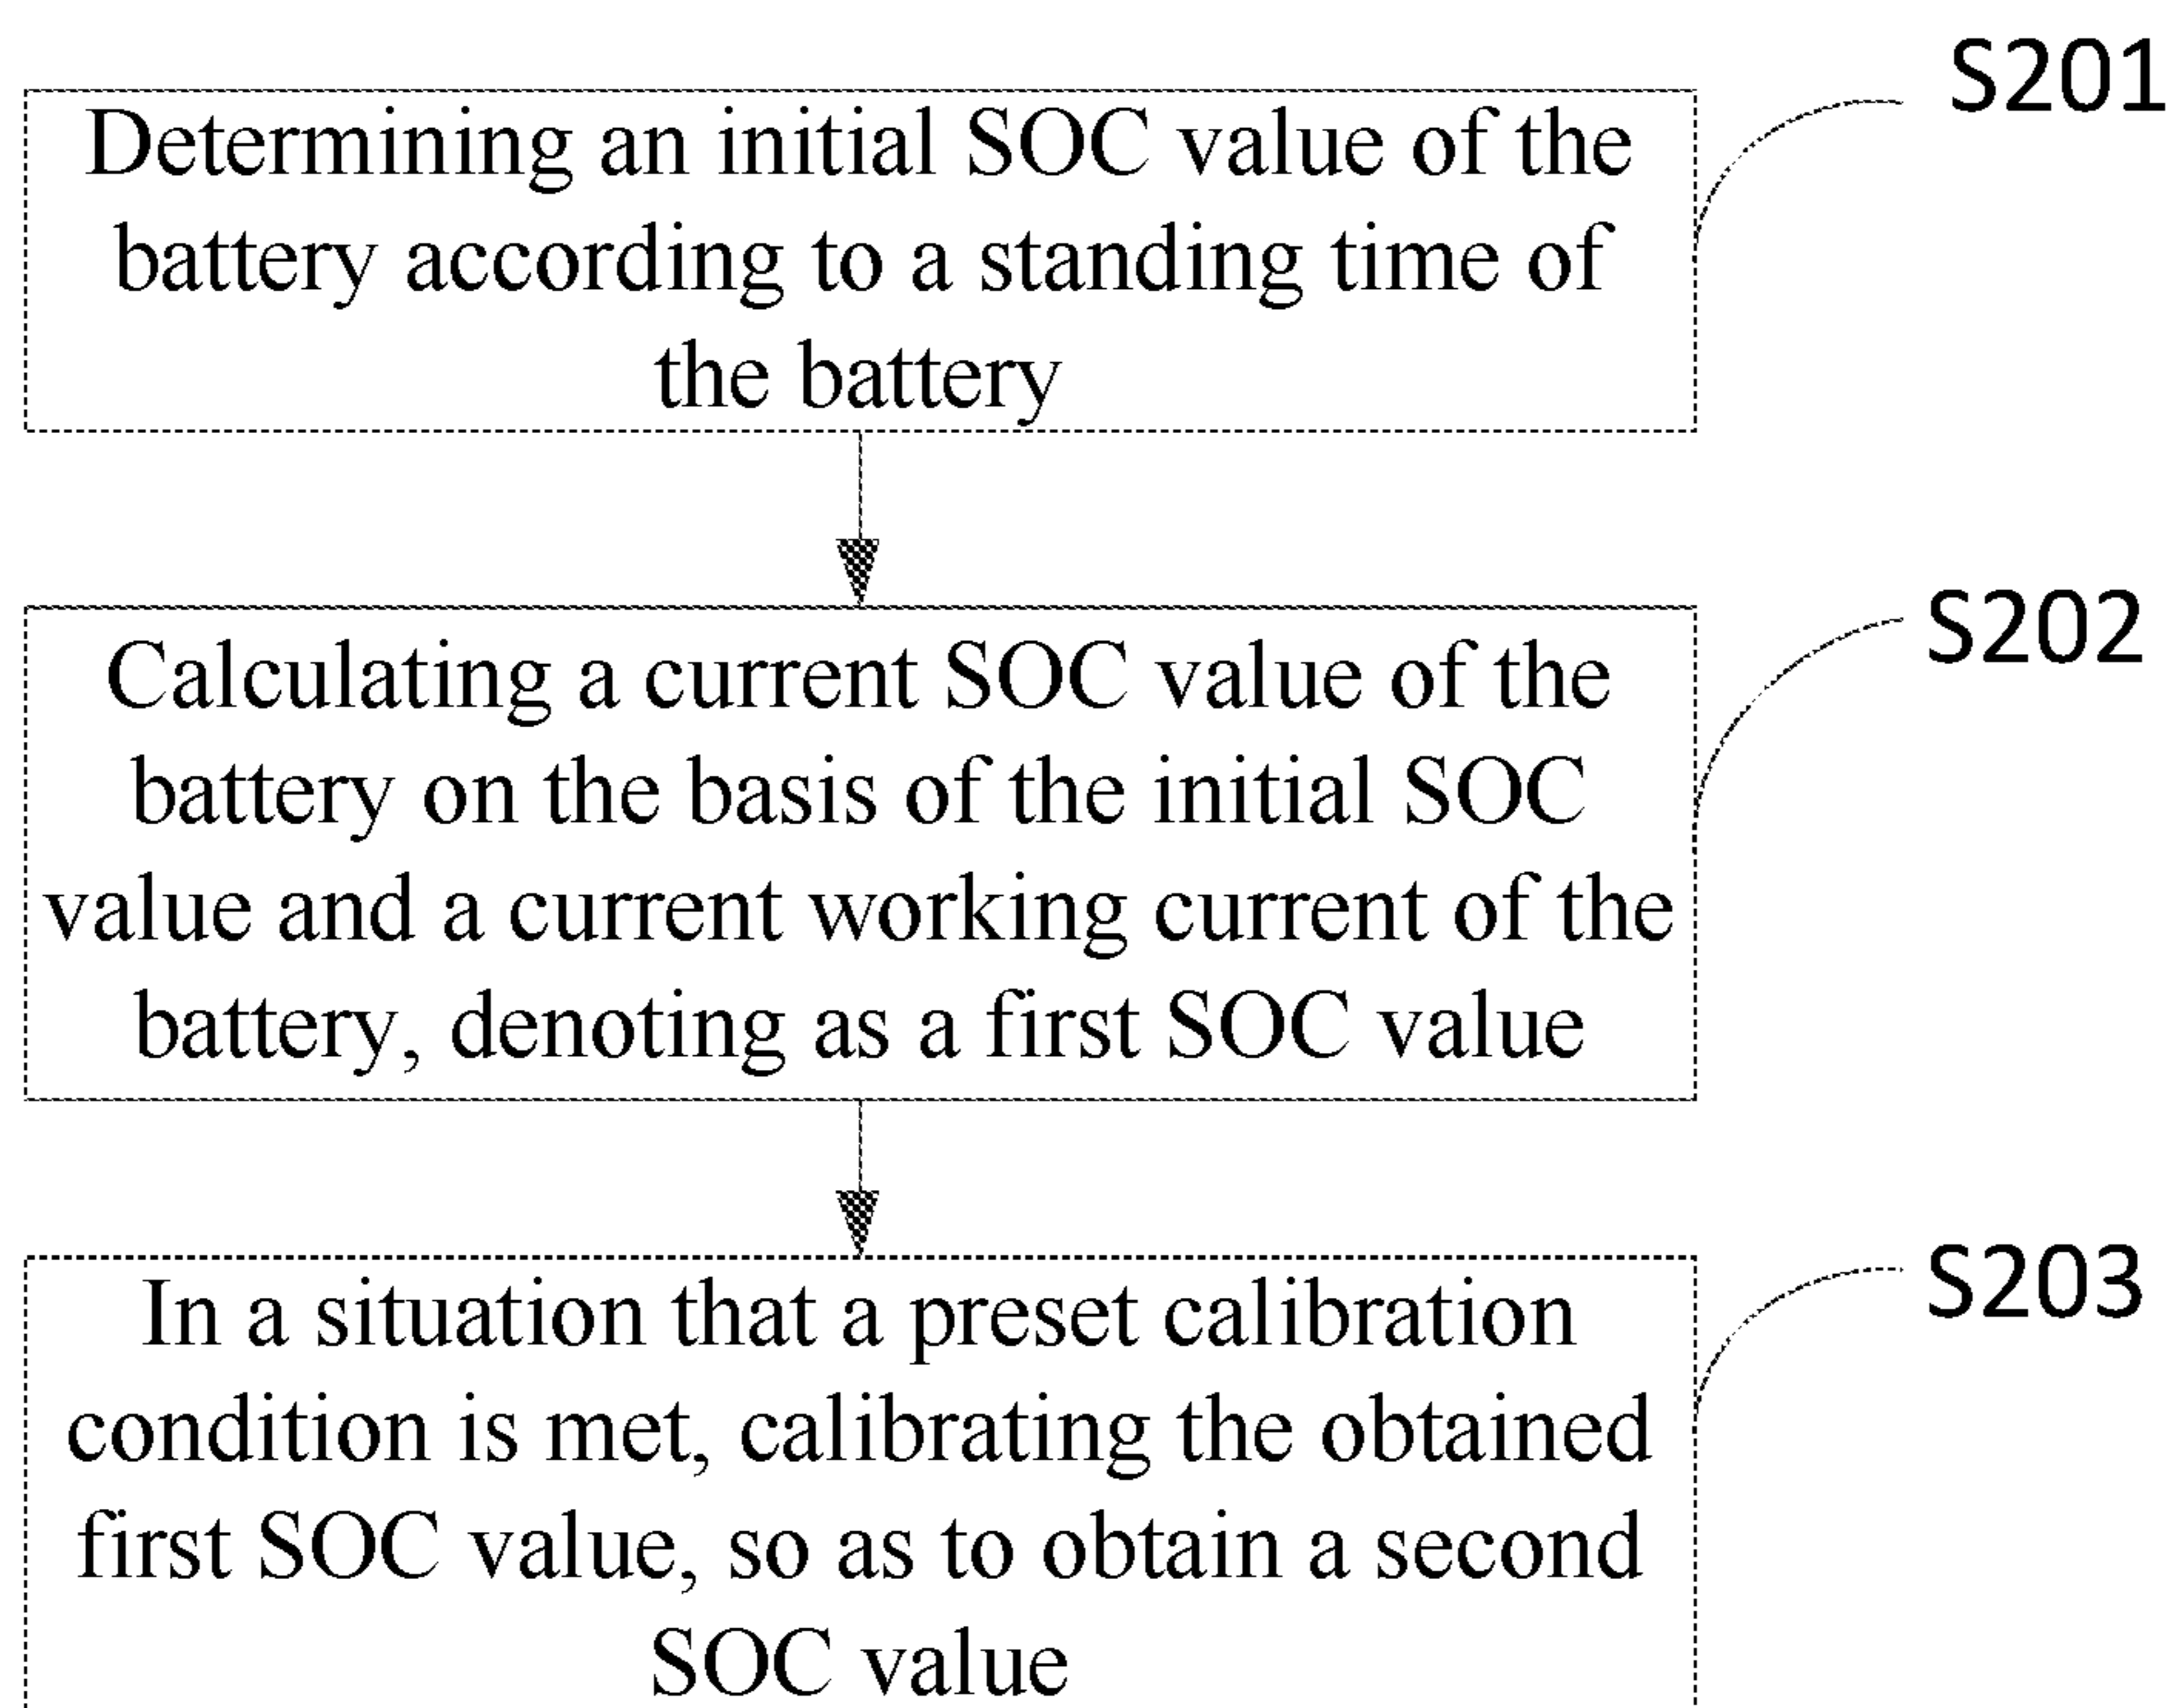 S201
Determining an initial SOC value of the
battery according to a standing time of
the battery
S202
Calculating a current SOC value of the
battery on the basis of the initial SOC
value and a current working current of the
battery, denoting as a first SOC value
S203
In a situation that a preset calibration
condition is met, calibrating the obtained
first SOC value, so as to obtain a second
SOC value